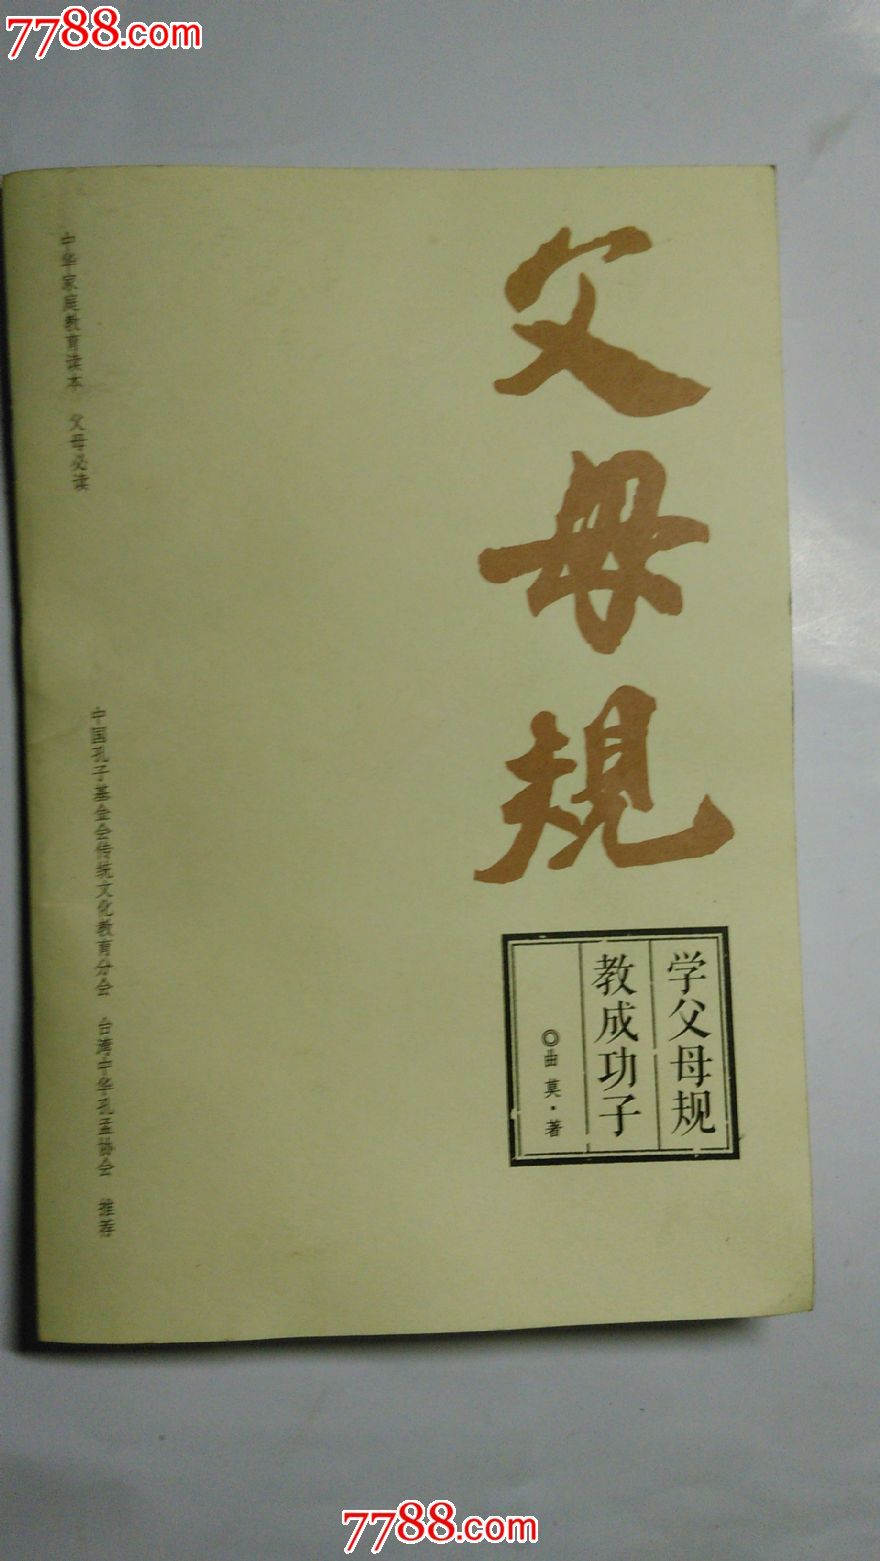 7788.com
父母規
学父母规
教成功子
◎曲莫·著
中华家庭教育读本 父母必读
中国孔子基金会传统文化教育分会 台湾中华孔孟协会 推荐
7788.com